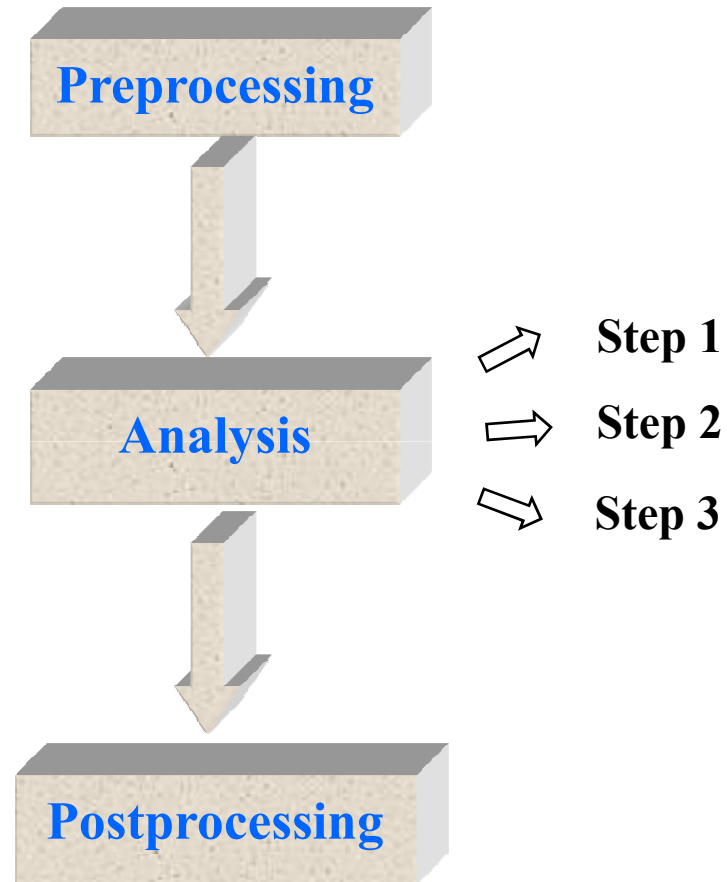 Preprocessing
Analysis
Step 1
Step 2
Step 3
Postprocessing